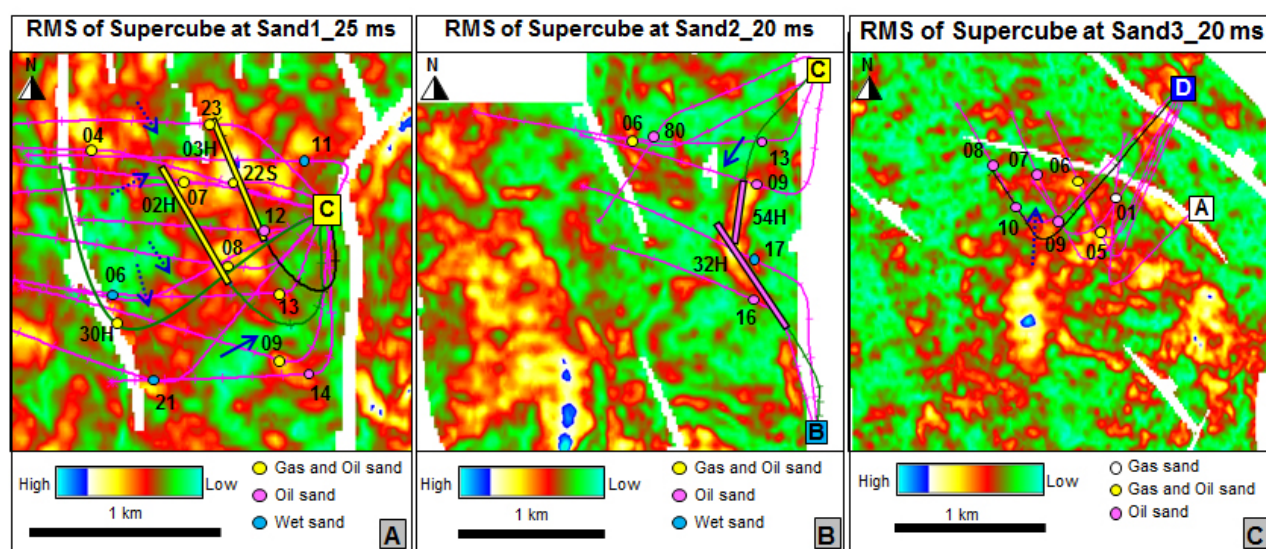 RMS of Supercube at Sand1_25 ms
N
23
04
03H
11
22S
07
02H
C
12
08
06
13
30H
09
21
14
High
Low
1 km
Gas and Oil sand
Oil sand
Wet sand
A
RMS of Supercube at Sand2_20 ms
N
C
06
80
13
09
54H
17
32H
16
B
High
Low
1 km
Gas and Oil sand
Oil sand
Wet sand
B
RMS of Supercube at Sand3_20 ms
N
D
08
07
06
01
A
10
09
05
High
Low
1 km
Gas sand
Gas and Oil sand
Oil sand
C